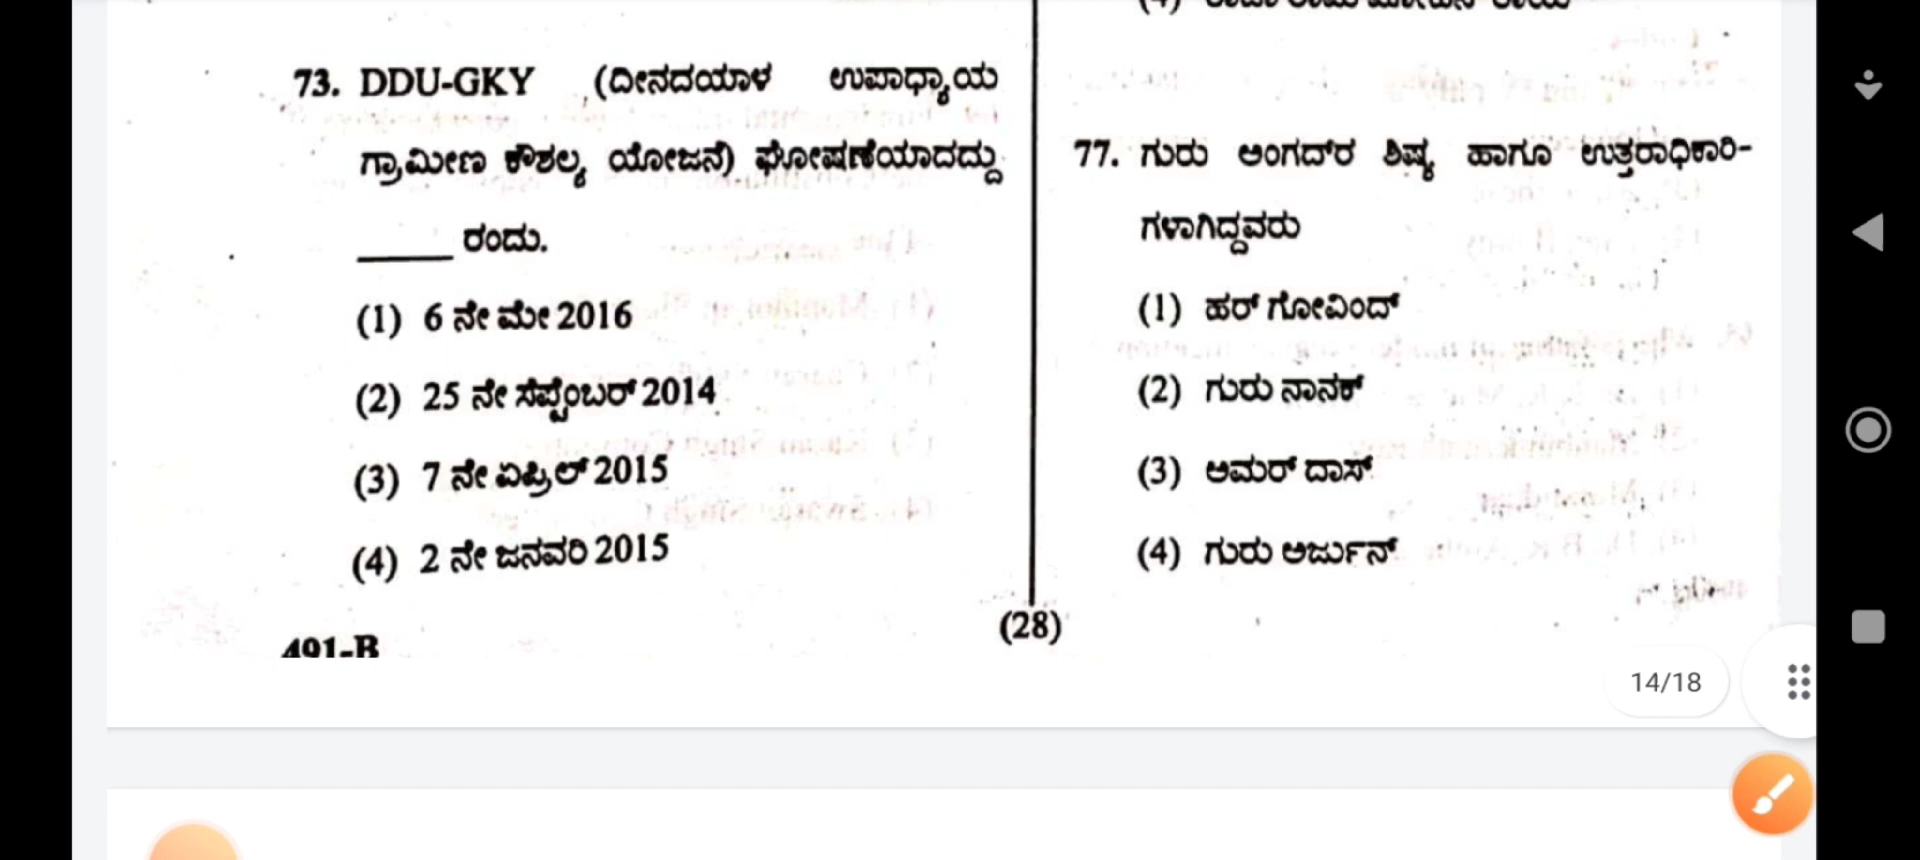 73. DDU-GKY (ದೀನದಯಾಳ ಉಪಾಧ್ಯಾಯ
ಗ್ರಾಮೀಣ ಕೌಶಲ್ಯ ಯೋಜನೆ) ಘೋಷಣೆಯಾದದ್ದು
_____ ರಂದು.
(1) 6 ನೇ ಮೇ 2016
(2) 25 ನೇ ಸೆಪ್ಟೆಂಬರ್ 2014
(3) 7 ನೇ ಏಪ್ರಿಲ್ 2015
(4) 2 ನೇ ಜನವರಿ 2015
491-B
77. ಗುರು ಅಂಗದ್‌ರ ಶಿಷ್ಯ ಹಾಗೂ ಉತ್ತರಾಧಿಕಾರಿ-
ಗಳಾಗಿದ್ದವರು
(1) ಹರ್ ಗೋವಿಂದ್
(2) ಗುರು ನಾನಕ್
(3) ಅಮರ್ ದಾಸ್
(4) ಗುರು ಅರ್ಜುನ್
(28)
14/18